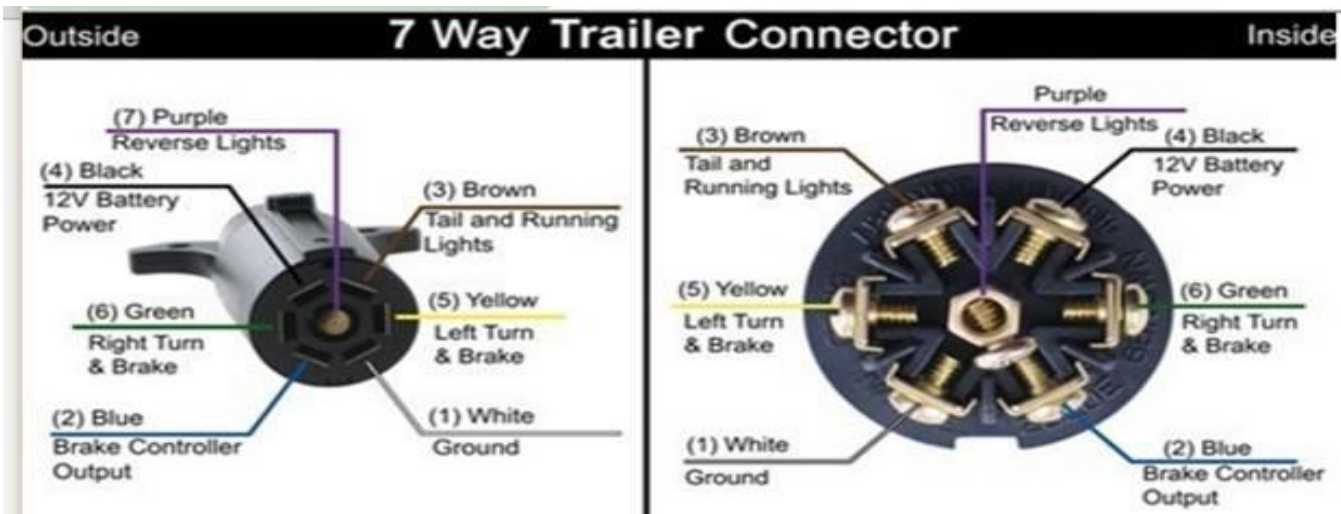 Outside
7 Way Trailer Connector
Inside
(7) Purple
Reverse Lights
(4) Black
12V Battery
Power
(3) Brown
Tail and Running
Lights
(6) Green
Right Turn
& Brake
(5) Yellow
Left Turn
& Brake
(2) Blue
Brake Controller
Output
(1) White
Ground
Purple
Reverse Lights
(3) Brown
Tail and
Running Lights
(4) Black
12V Battery
Power
(5) Yellow
Left Turn
& Brake
(6) Green
Right Turn
& Brake
(1) White
Ground
(2) Blue
Brake Controller
Output